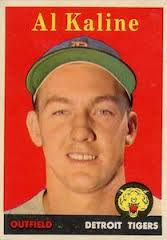 Al Kaline
OUTFIELD DETROIT TIGERS